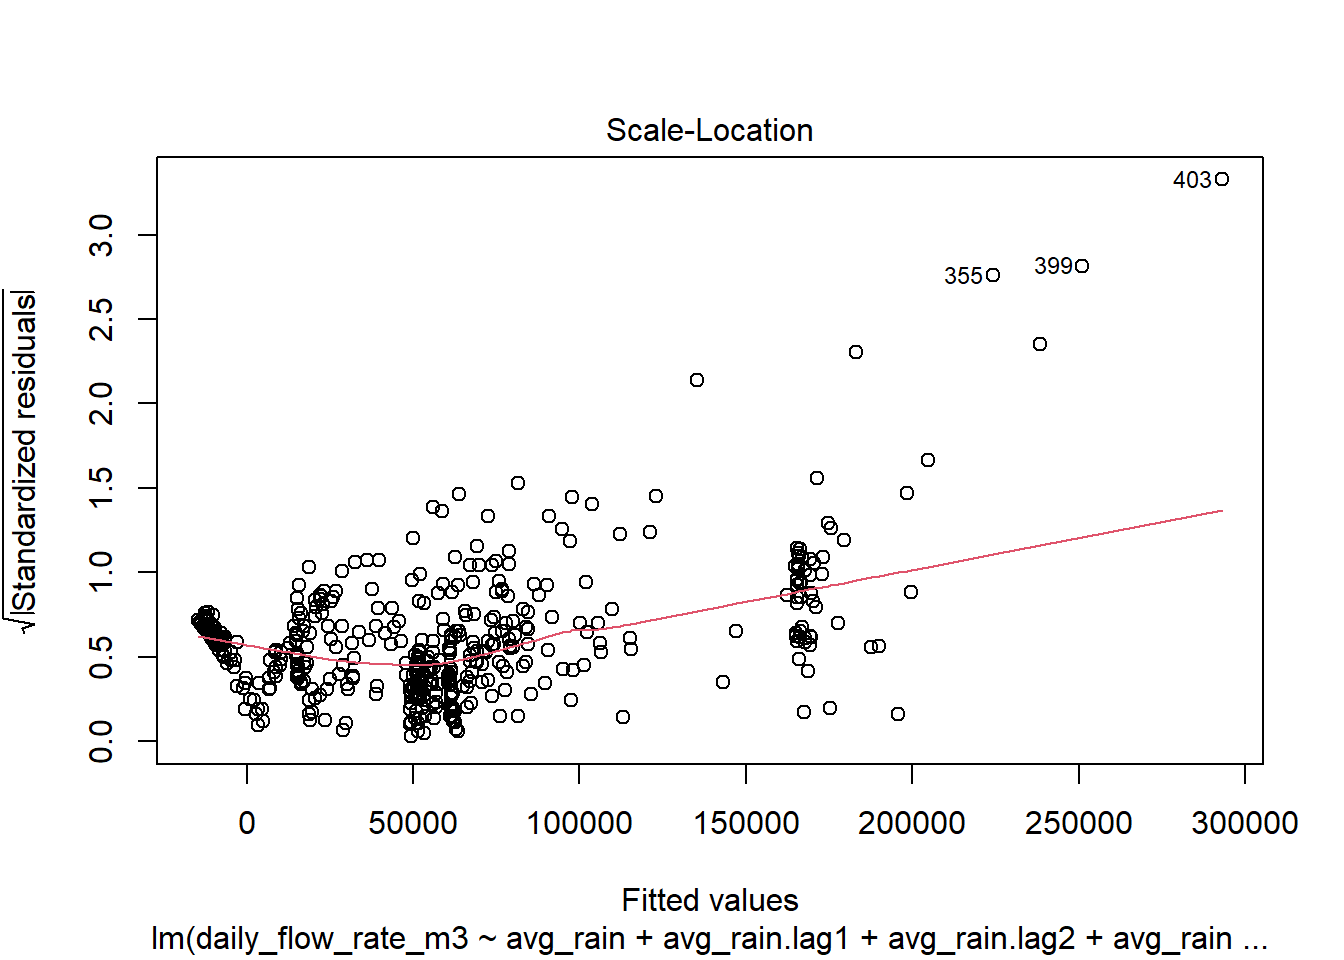 Scale-Location
403
355
399
√|Standardized residuals|
0.0 0.5 1.0 1.5 2.0 2.5 3.0
0 50000 100000 150000 200000 250000 300000
Fitted values
lm(daily_flow_rate_m3 ~ avg_rain + avg_rain.lag1 + avg_rain.lag2 + avg_rain ...